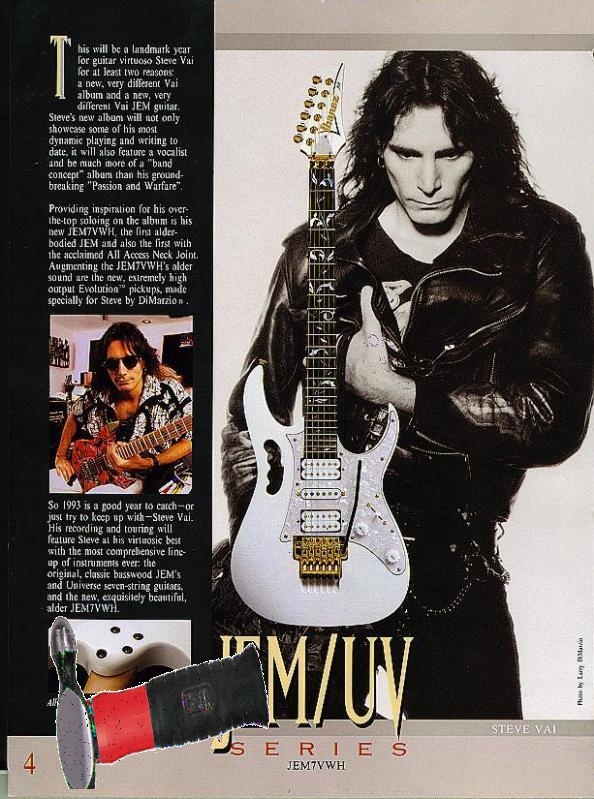 This will be a landmark year
for guitar virtuoso Steve Vai
for at least two reasons:
a new, very different Vai
album and a new, very
different Vai JEM guitar.
Steve's new album will not only
showcase some of his most
dynamic playing and writing to
date, it will also feature a vocalist
and be much more of a "band
concept" album than his ground-
breaking "Passion and Warfare".
Providing inspiration for his over-
the-top soloing on the album is his
new JEM7VWH, the first alder-
bodied JEM and also the first with
the acclaimed All Access Neck Joint.
Augmenting the JEM7VWH's alder
sound are the new, extremely high
output Evolution™ pickups, made
specially for Steve by DiMarzio®.
So 1993 is a good year to catch—or
just try to keep up with—Steve Vai.
His recording and touring will
feature Steve at his virtuosic best
with the most comprehensive line-
up of instruments ever: the
original, classic basswood JEM's
and Universe seven-string guitars,
and the new, exquisitely beautiful,
alder JEM7VWH.
Ibanez
Photo by Larry DiMarzio
JEM/UV
STEVE VAI
SERIES
JEM7VWH
4